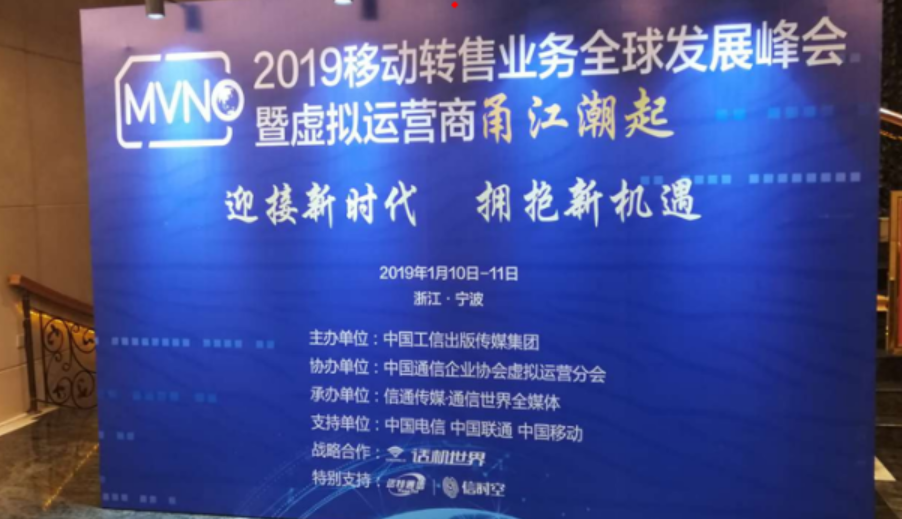 MVNO
2019移动转售业务全球发展峰会
暨虚拟运营商甬江潮起
迎接新时代 拥抱新机遇
2019年1月10日-11日
浙江·宁波
主办单位：中国工信出版传媒集团
协办单位：中国通信企业协会虚拟运营分会
承办单位：信通传媒·通信世界全媒体
支持单位：中国电信 中国联通 中国移动
战略合作：话机世界
特别支持： | 信时空